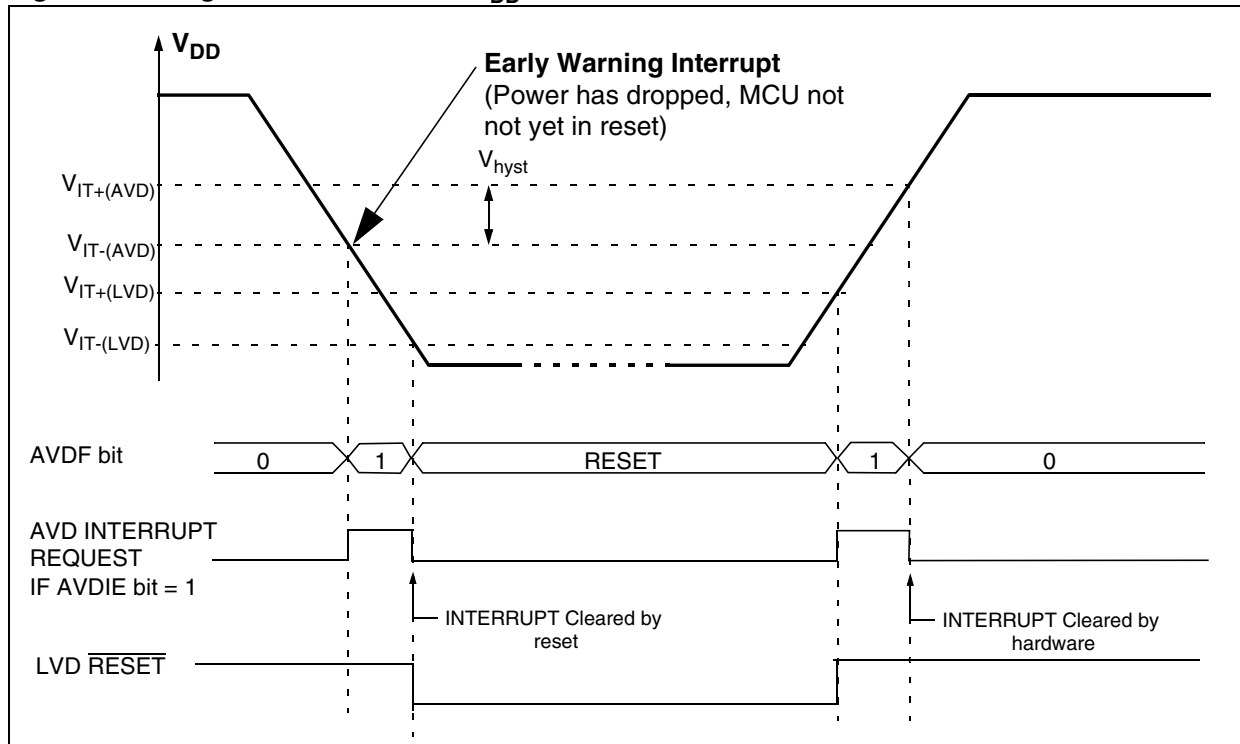 V_DD
Early Warning Interrupt
(Power has dropped, MCU not
not yet in reset)
V_hyst
V_IT+(AVD)
V_IT-(AVD)
V_IT+(LVD)
V_IT-(LVD)
AVDF bit
0
1
RESET
1
0
AVD INTERRUPT
REQUEST
IF AVDIE bit = 1
INTERRUPT Cleared by
reset
INTERRUPT Cleared by
hardware
LVD RESET